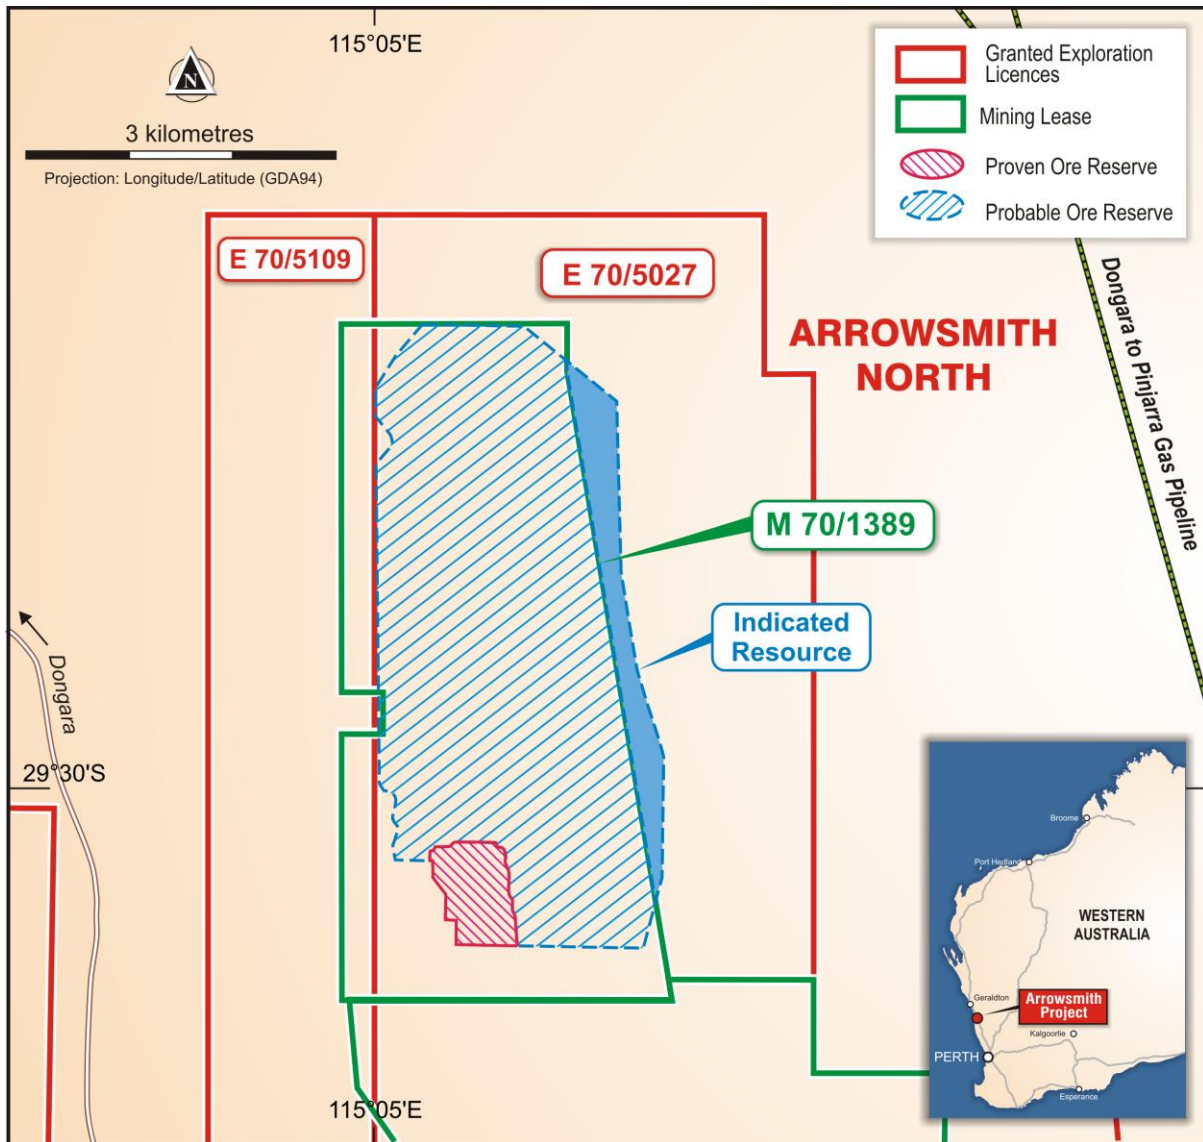 115°05'E
N
3 kilometres
Projection: Longitude/Latitude (GDA94)
Granted Exploration
Licences
Mining Lease
Proven Ore Reserve
Probable Ore Reserve
E 70/5109
E 70/5027
ARROWSMITH
NORTH
Dongara to Pinjarra Gas Pipeline
M 70/1389
Indicated
Resource
Dongara
29°30'S
Broome
Port Hedland
WESTERN
AUSTRALIA
Geraldton
Arrowsmith
Project
Kalgoorlie
PERTH
Esperance
115°05'E